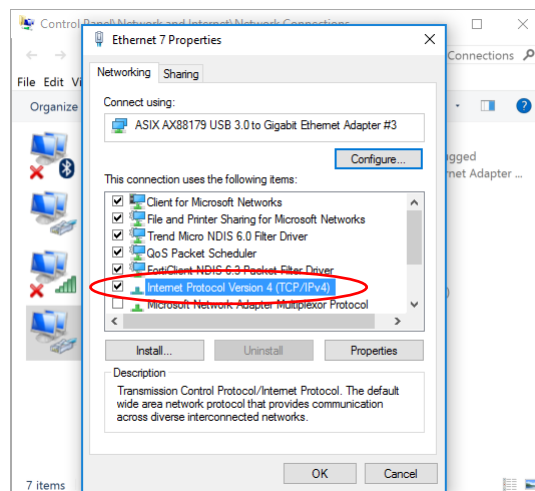 Control Panel\Network and Internet\Network Connections
Ethernet 7 Properties
Connections
File Edit Vi
Networking Sharing
Organize
Connect using:
ASIX AX88179 USB 3.0 to Gigabit Ethernet Adapter #3
Configure...
gged
net Adapter ...
This connection uses the following items:
Client for Microsoft Networks
File and Printer Sharing for Microsoft Networks
Trend Micro NDIS 6.0 Filter Driver
QoS Packet Scheduler
FortiClient NDIS 6.3 Packet Filter Driver
Internet Protocol Version 4 (TCP/IPv4)
Microsoft Network Adapter Multiplexor Protocol
Install... Uninstall Properties
Description
Transmission Control Protocol/Internet Protocol. The default
wide area network protocol that provides communication
across diverse interconnected networks.
OK Cancel
7 items